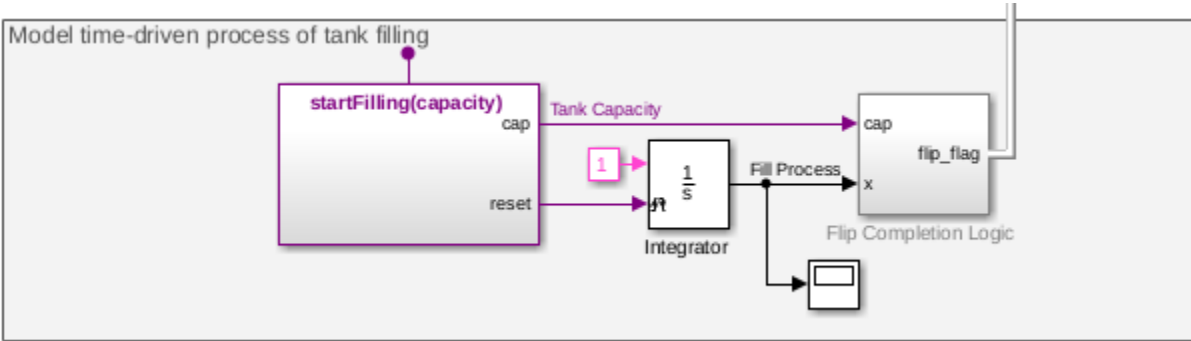 Model time-driven process of tank filling
startFilling(capacity)
cap
Tank Capacity
cap
1
1
s
Fill Process
flip_flag
x
reset
Integrator
Flip Completion Logic